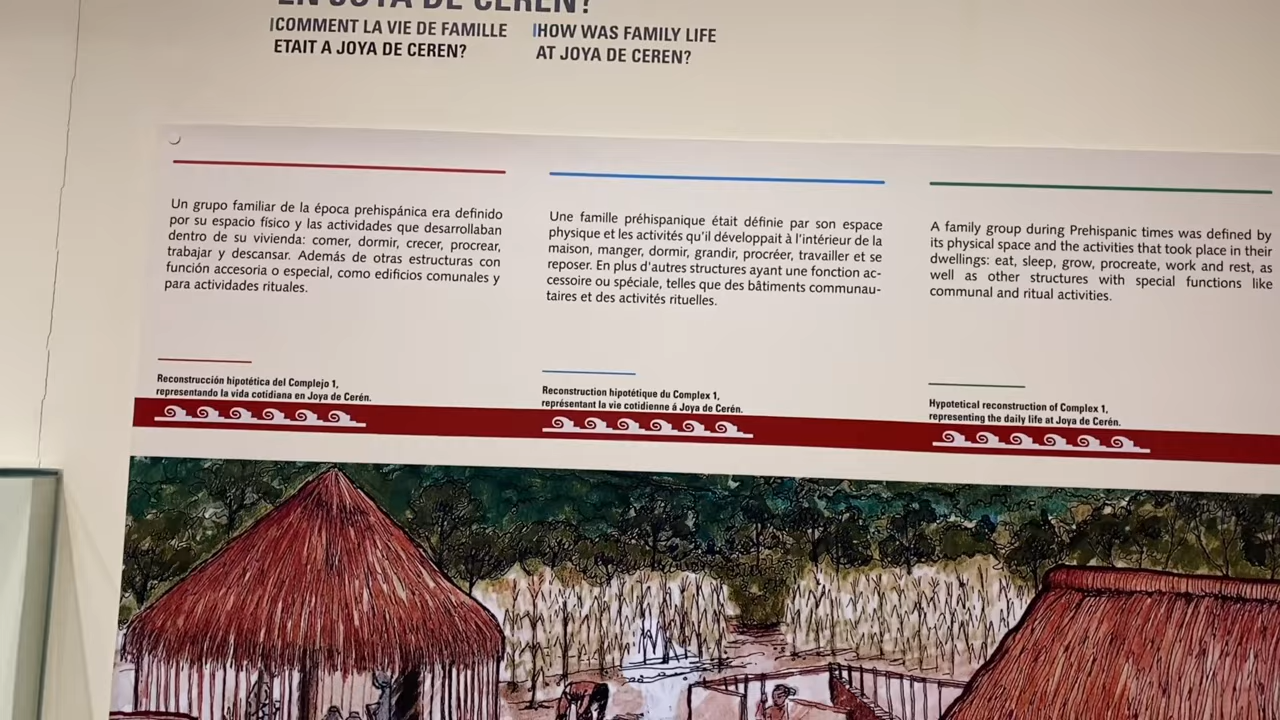 EN JOYA DE CEREN?
COMMENT LA VIE DE FAMILLE
ETAIT A JOYA DE CEREN?
HOW WAS FAMILY LIFE
AT JOYA DE CEREN?
Un grupo familiar de la época prehispánica era definido
por su espacio físico y las actividades que desarrollaban
dentro de su vivienda: comer, dormir, crecer, procrear,
trabajar y descansar. Además de otras estructuras con
función accesoria o especial, como edificios comunales y
para actividades rituales.
Reconstrucción hipotética del Complejo 1,
representando la vida cotidiana en Joya de Cerén.
Une famille préhispanique était définie par son espace
physique et les activités qu'il développait à l'intérieur de la
maison, manger, dormir, grandir, procréer, travailler et se
reposer. En plus d'autres structures ayant une fonction ac-
cessoire ou spéciale, telles que des bâtiments communau-
taires et des activités rituelles.
Reconstruction hipotétique du Complex 1,
représentant la vie cotidienne á Joya de Cerén.
A family group during Prehispanic times was defined by
its physical space and the activities that took place in their
dwellings: eat, sleep, grow, procreate, work and rest, as
well as other structures with special functions like
communal and ritual activities.
Hypotetical reconstruction of Complex 1,
representing the daily life at Joya de Cerén.